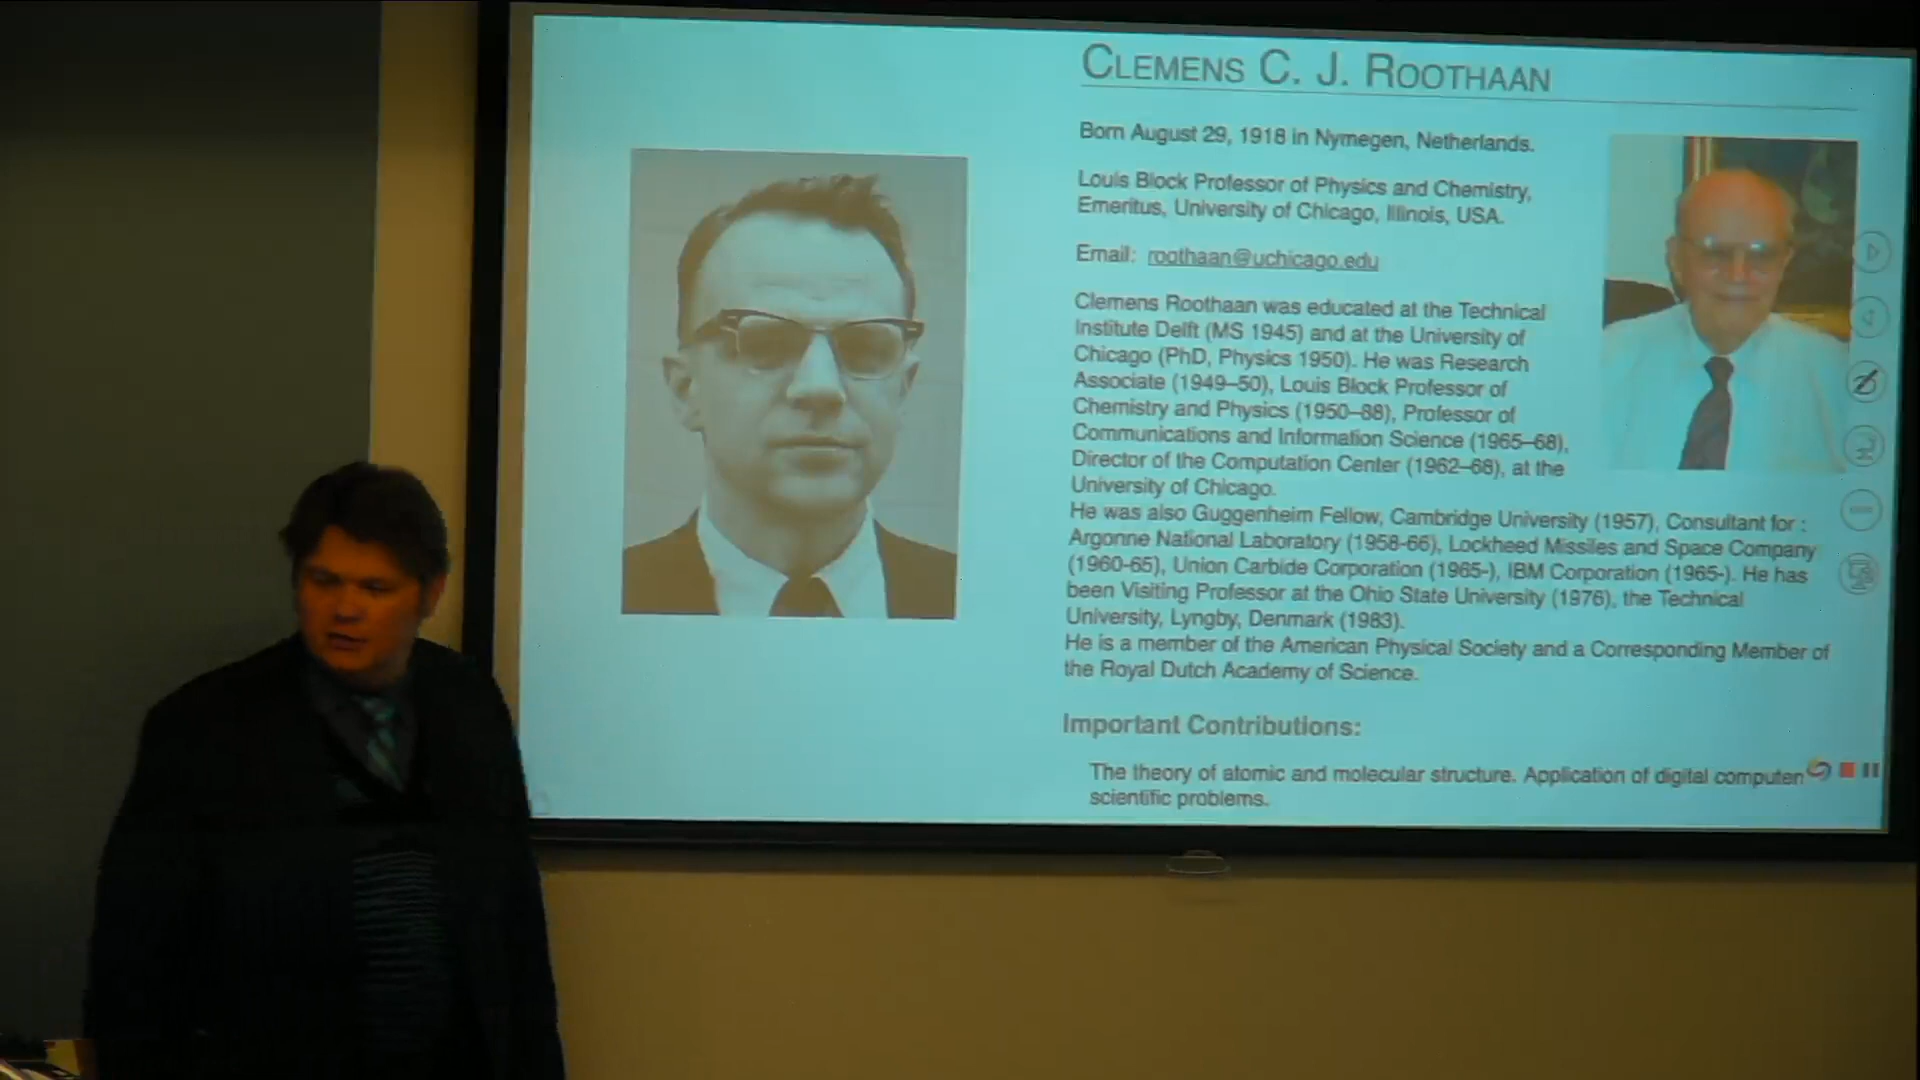 CLEMENS C. J. ROOTHAAN
Born August 29, 1918 in Nymegen, Netherlands.
Louis Block Professor of Physics and Chemistry,
Emeritus, University of Chicago, Illinois, USA.
Email: roothaan@uchicago.edu
Clemens Roothaan was educated at the Technical
Institute Delft (MS 1945) and at the University of
Chicago (PhD, Physics 1950). He was Research
Associate (1949–50), Louis Block Professor of
Chemistry and Physics (1950–88), Professor of
Communications and Information Science (1965–68),
Director of the Computation Center (1962–68), at the
University of Chicago.
He was also Guggenheim Fellow, Cambridge University (1957), Consultant for :
Argonne National Laboratory (1958-66), Lockheed Missiles and Space Company
(1960-65), Union Carbide Corporation (1965-), IBM Corporation (1965-). He has
been Visiting Professor at the Ohio State University (1976), the Technical
University, Lyngby, Denmark (1983).
He is a member of the American Physical Society and a Corresponding Member of
the Royal Dutch Academy of Science.
Important Contributions:
The theory of atomic and molecular structure. Application of digital computer
scientific problems.